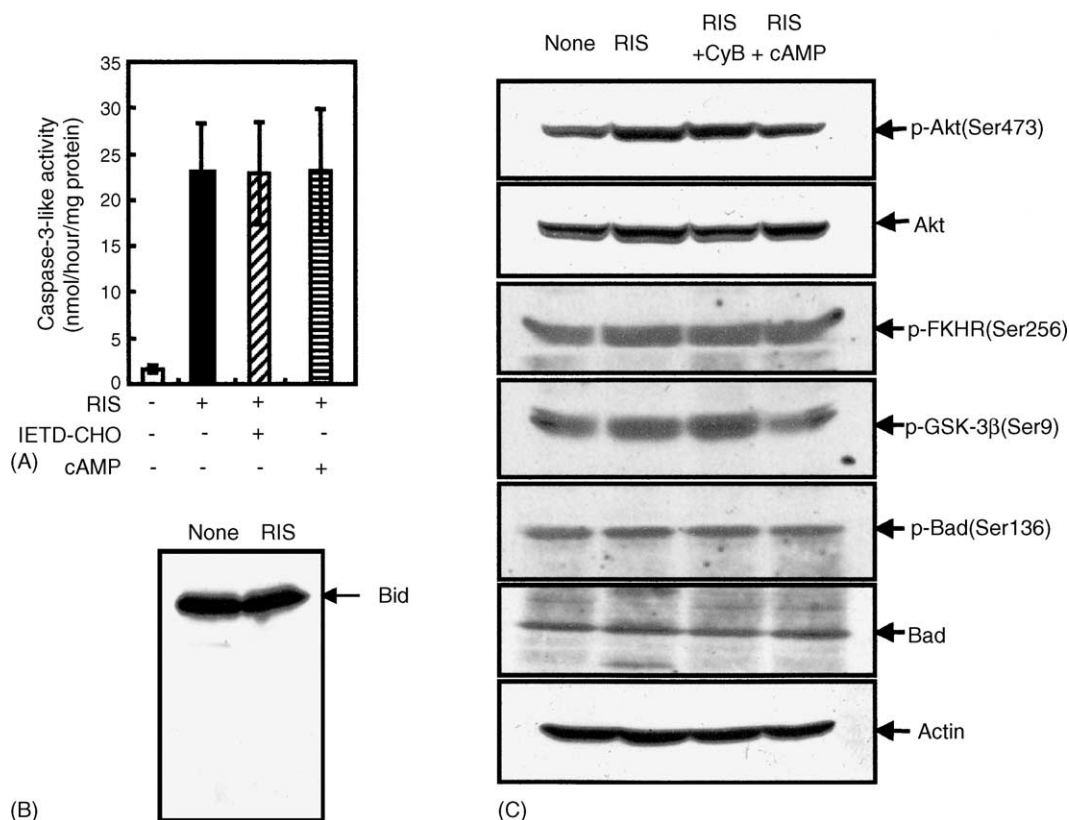 Caspase-3-like activity
(nmol/hour/mg protein)
35
30
25
20
15
10
5
0
RIS - + + +
IETD-CHO - - + -
cAMP - - - +
(A)
None RIS
Bid
(B)
None RIS RIS +CyB RIS + cAMP
p-Akt(Ser473)
Akt
p-FKHR(Ser256)
p-GSK-3β(Ser9)
p-Bad(Ser136)
Bad
Actin
(C)